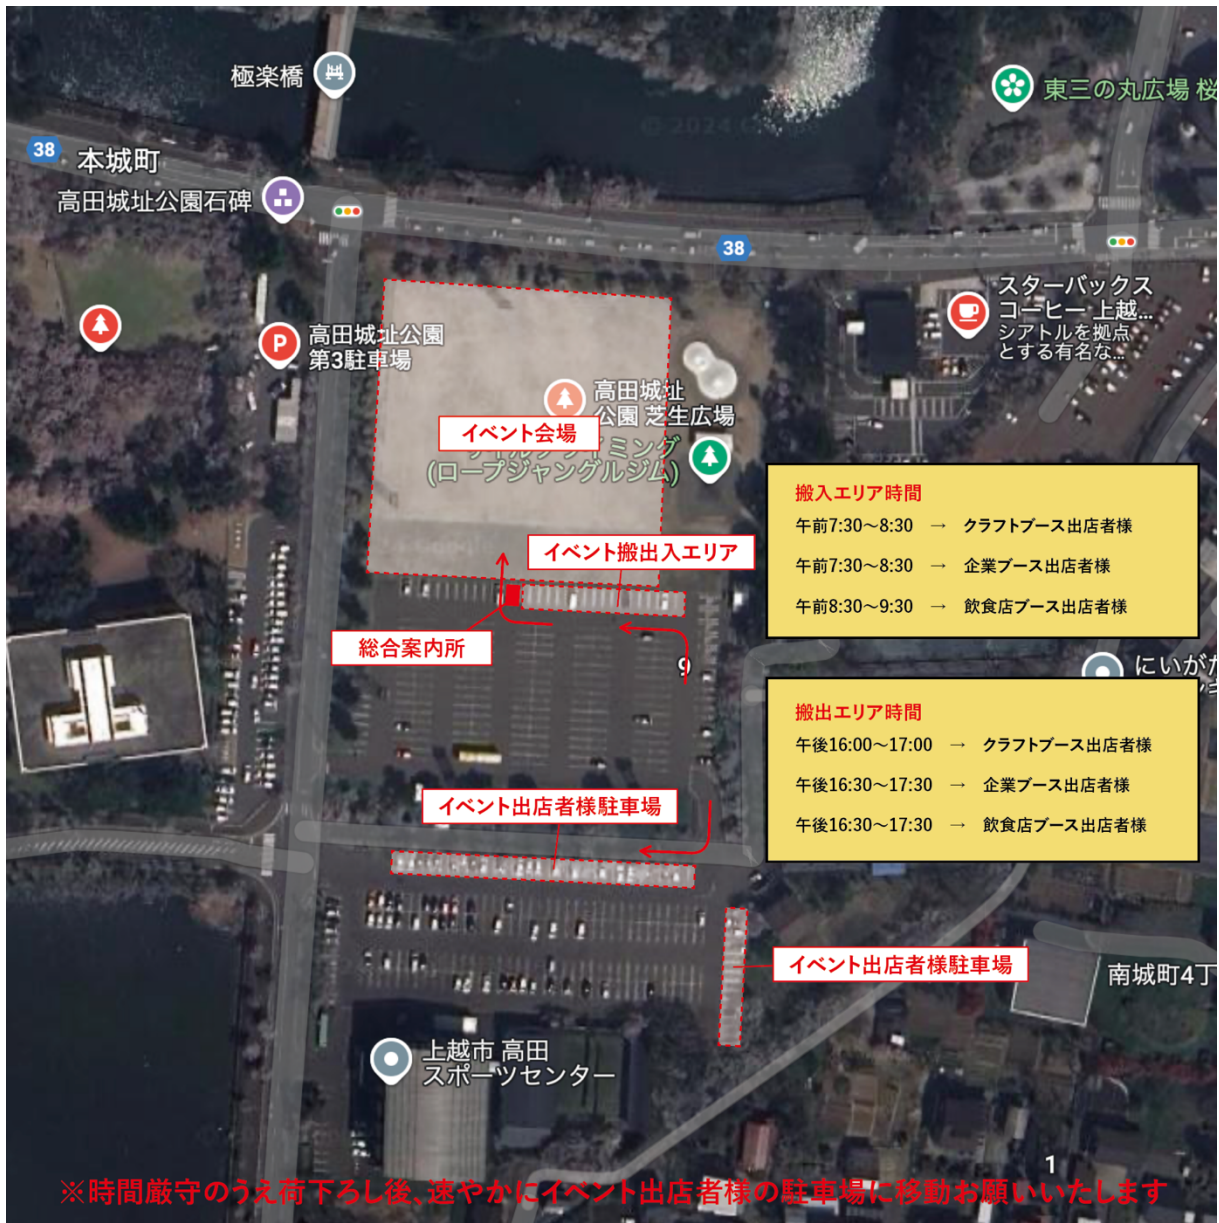 極楽橋
東三の丸広場 桜
© 2024
38
本城町
高田城址公園石碑
38
スターバックス
コーヒー 上越...
シアトルを拠点
とする有名な...
P
高田城址公園
第3駐車場
高田城址
公園 芝生広場
イベント会場
(ロープジャングルジム)
搬入エリア時間
午前7:30〜8:30 → クラフトブース出店者様
午前7:30〜8:30 → 企業ブース出店者様
午前8:30〜9:30 → 飲食店ブース出店者様
イベント搬出入エリア
総合案内所
9
にいがた
搬出エリア時間
午後16:00〜17:00 → クラフトブース出店者様
午後16:30〜17:30 → 企業ブース出店者様
午後16:30〜17:30 → 飲食店ブース出店者様
イベント出店者様駐車場
イベント出店者様駐車場
南城町4丁
上越市 高田
スポーツセンター
1
※時間厳守のうえ荷下ろし後、速やかにイベント出店者様の駐車場に移動お願いいたします